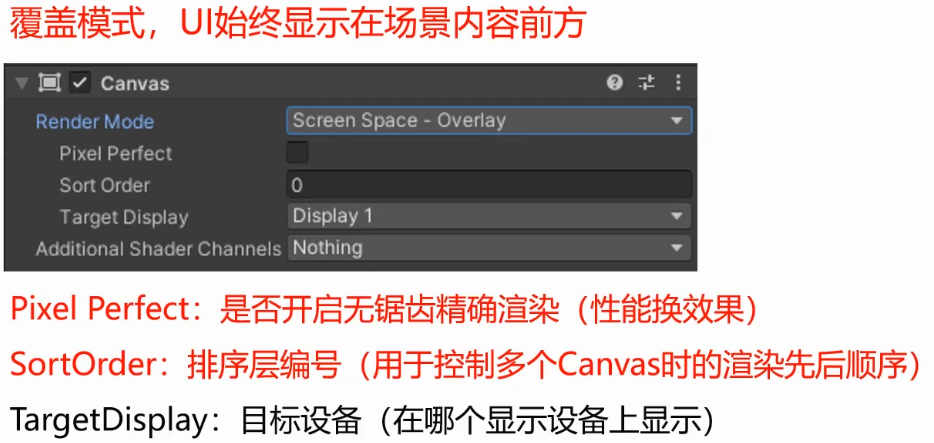 覆盖模式，UI始终显示在场景内容前方
Canvas
Render Mode Screen Space - Overlay
Pixel Perfect
Sort Order 0
Target Display Display 1
Additional Shader Channels Nothing
Pixel Perfect：是否开启无锯齿精确渲染（性能换效果）
SortOrder：排序层编号（用于控制多个Canvas时的渲染先后顺序）
TargetDisplay：目标设备（在哪个显示设备上显示）